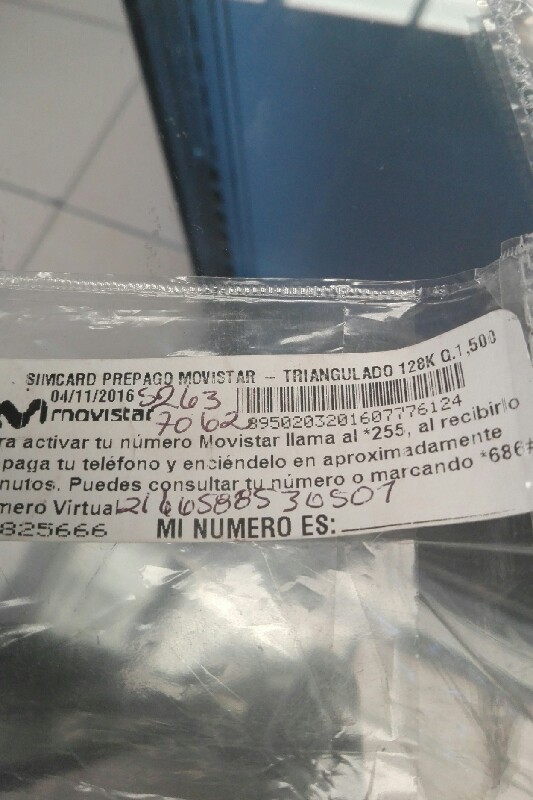 SIMCARD PREPAGO MOVISTAR - TRIANGULADO 128K Q.1,500
04/11/2016 5263
movistar 7062 8950203201607776124
ra activar tu número Movistar llama al *255, al recibirlo
paga tu teléfono y enciéndelo en aproximadamente
nutos. Puedes consultar tu número o marcando *686#
mero Virtual 2166588530507
825666 MI NUMERO ES: